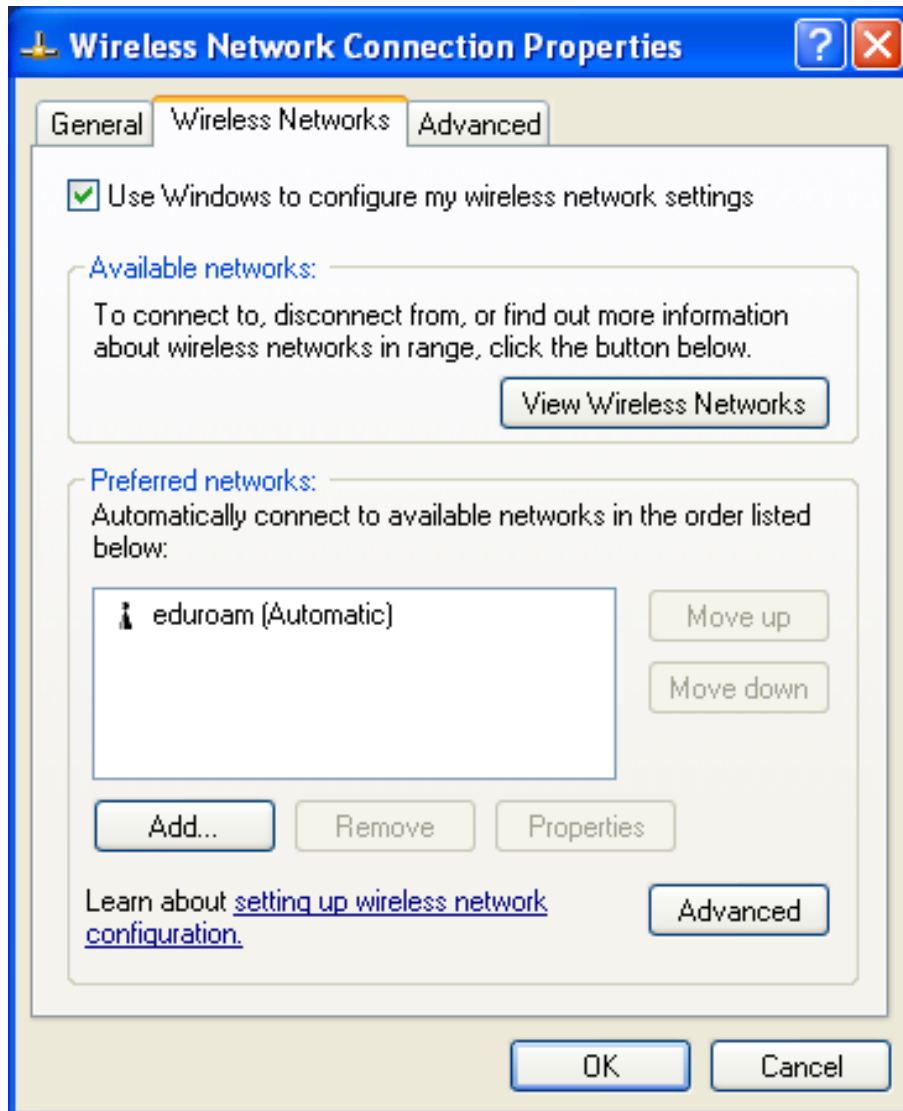 Wireless Network Connection Properties
General
Wireless Networks
Advanced
Use Windows to configure my wireless network settings
Available networks:
To connect to, disconnect from, or find out more information
about wireless networks in range, click the button below.
View Wireless Networks
Preferred networks:
Automatically connect to available networks in the order listed
below:
eduroam (Automatic)
Move up
Move down
Add...
Remove
Properties
Learn about setting up wireless network
configuration.
Advanced
OK
Cancel